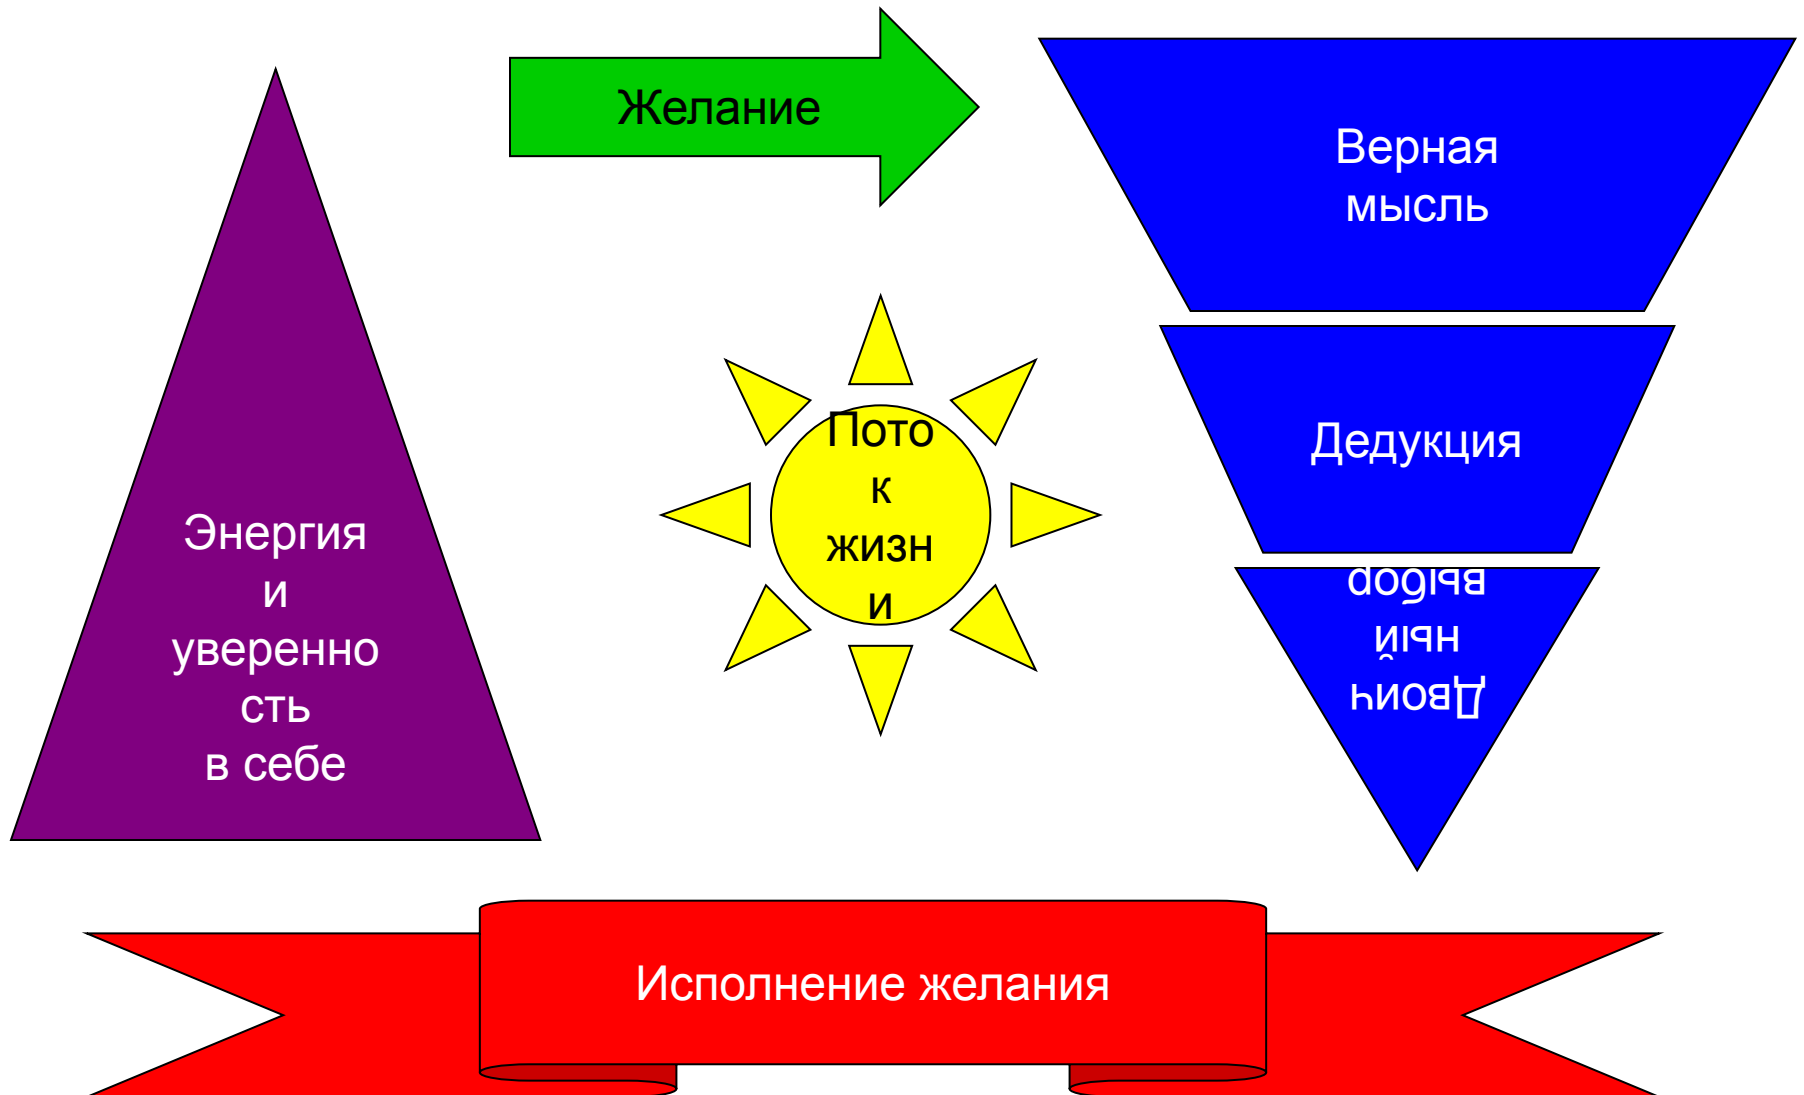 Желание
Верная
мысль
Энергия
и
уверенно
сть
в себе
Пото
к
жизн
и
Дедукция
Двоич
ный
выбор
Исполнение желания